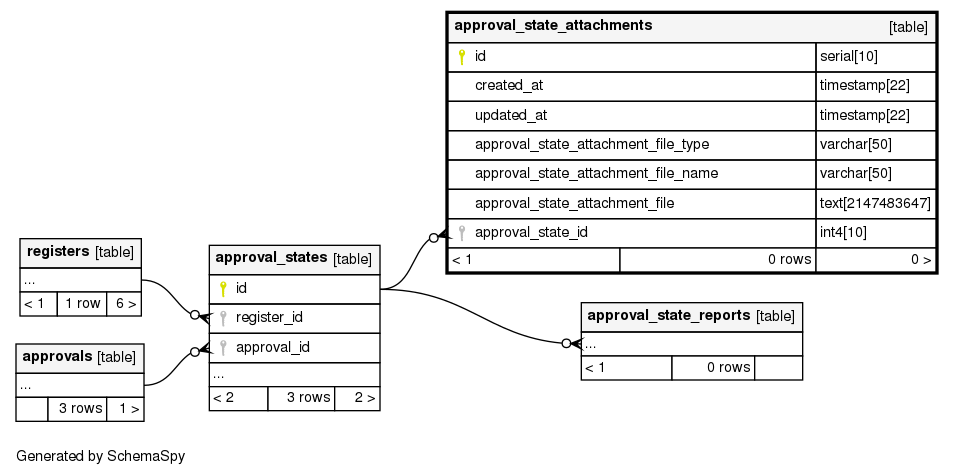 approval_state_attachments [table]
id serial[10]
created_at timestamp[22]
updated_at timestamp[22]
approval_state_attachment_file_type varchar[50]
approval_state_attachment_file_name varchar[50]
approval_state_attachment_file text[2147483647]
approval_state_id int4[10]
< 1 0 rows 0 >
registers [table]
...
< 1 1 row 6 >
approval_states [table]
id
register_id
approval_id
...
< 2 3 rows 2 >
approval_state_reports [table]
...
< 1 0 rows
approvals [table]
...
3 rows 1 >
Generated by SchemaSpy